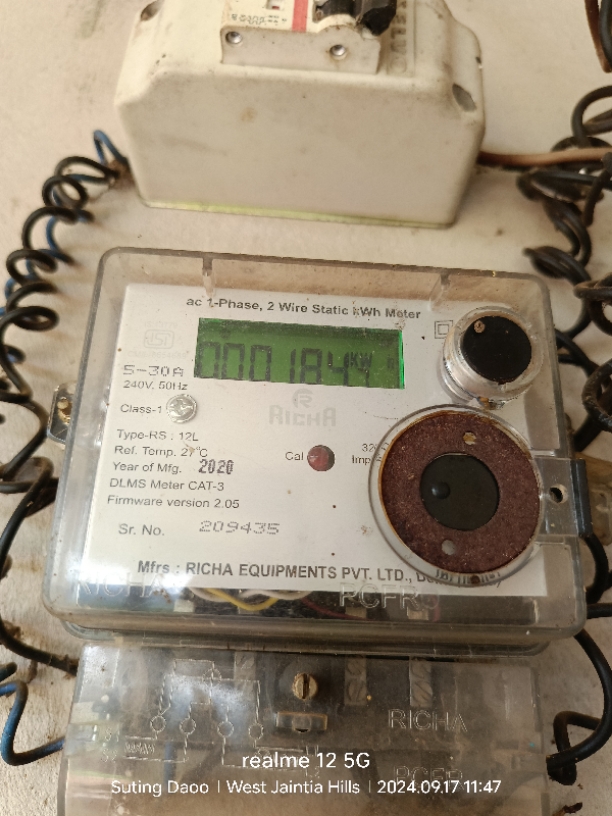 ac 1-Phase, 2 Wire Static kWh Meter
ISI
5-30A
240V, 50Hz
Class-1
RICHA
Type-RS : 12L
Ref. Temp. 27°C
Cal
Year of Mfg. 2020
DLMS Meter CAT-3
Firmware version 2.05
Sr. No. 209435
Mfrs : RICHA EQUIPMENTS PVT. LTD.,
RICHA
RICHA
realme 12 5G
Suting Daoo | West Jaintia Hills | 2024.09.17 11:47